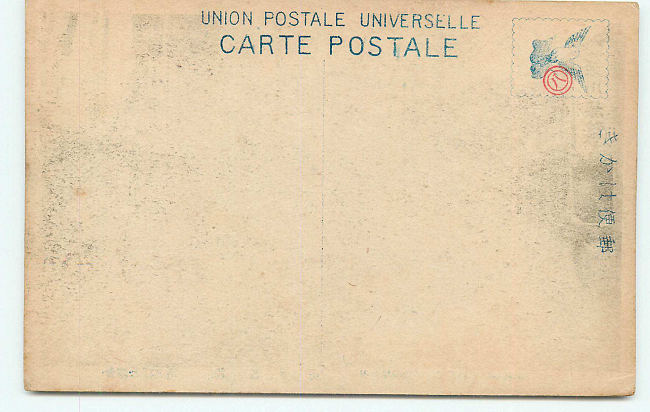 UNION POSTALE UNIVERSELLE
CARTE POSTALE
郵便はかき